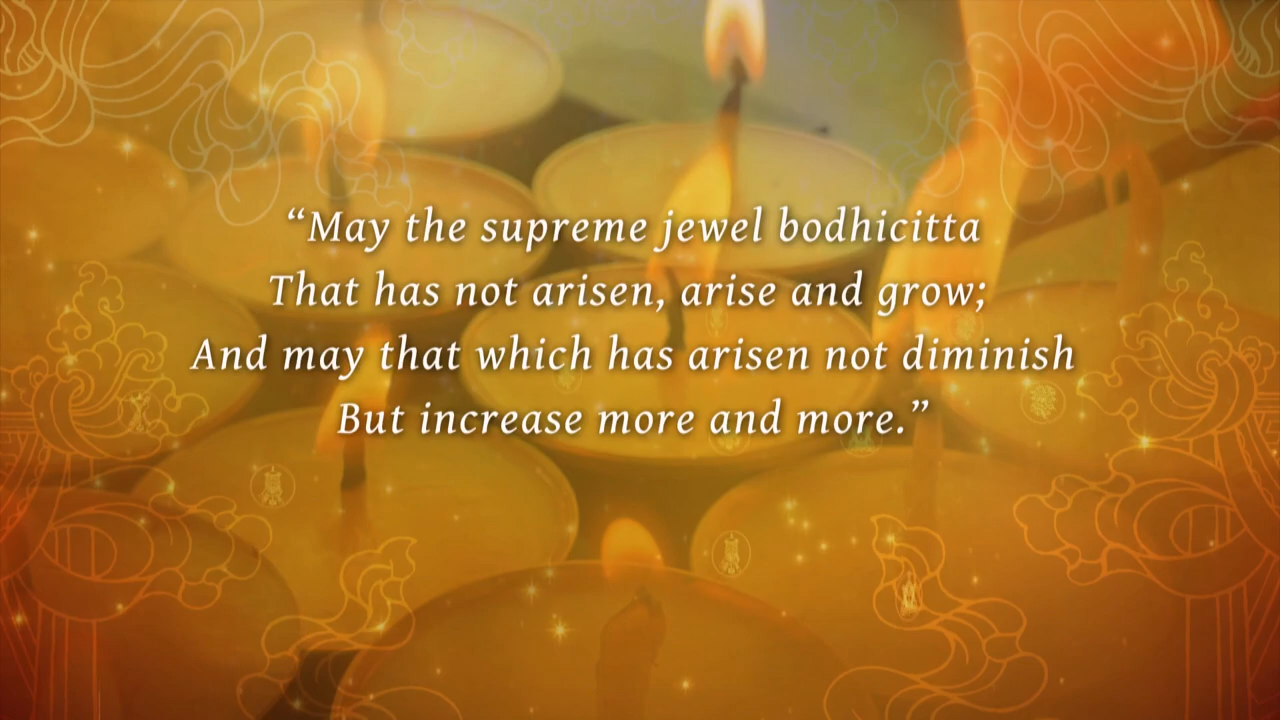 “May the supreme jewel bodhicitta
That has not arisen, arise and grow;
And may that which has arisen not diminish
But increase more and more.”